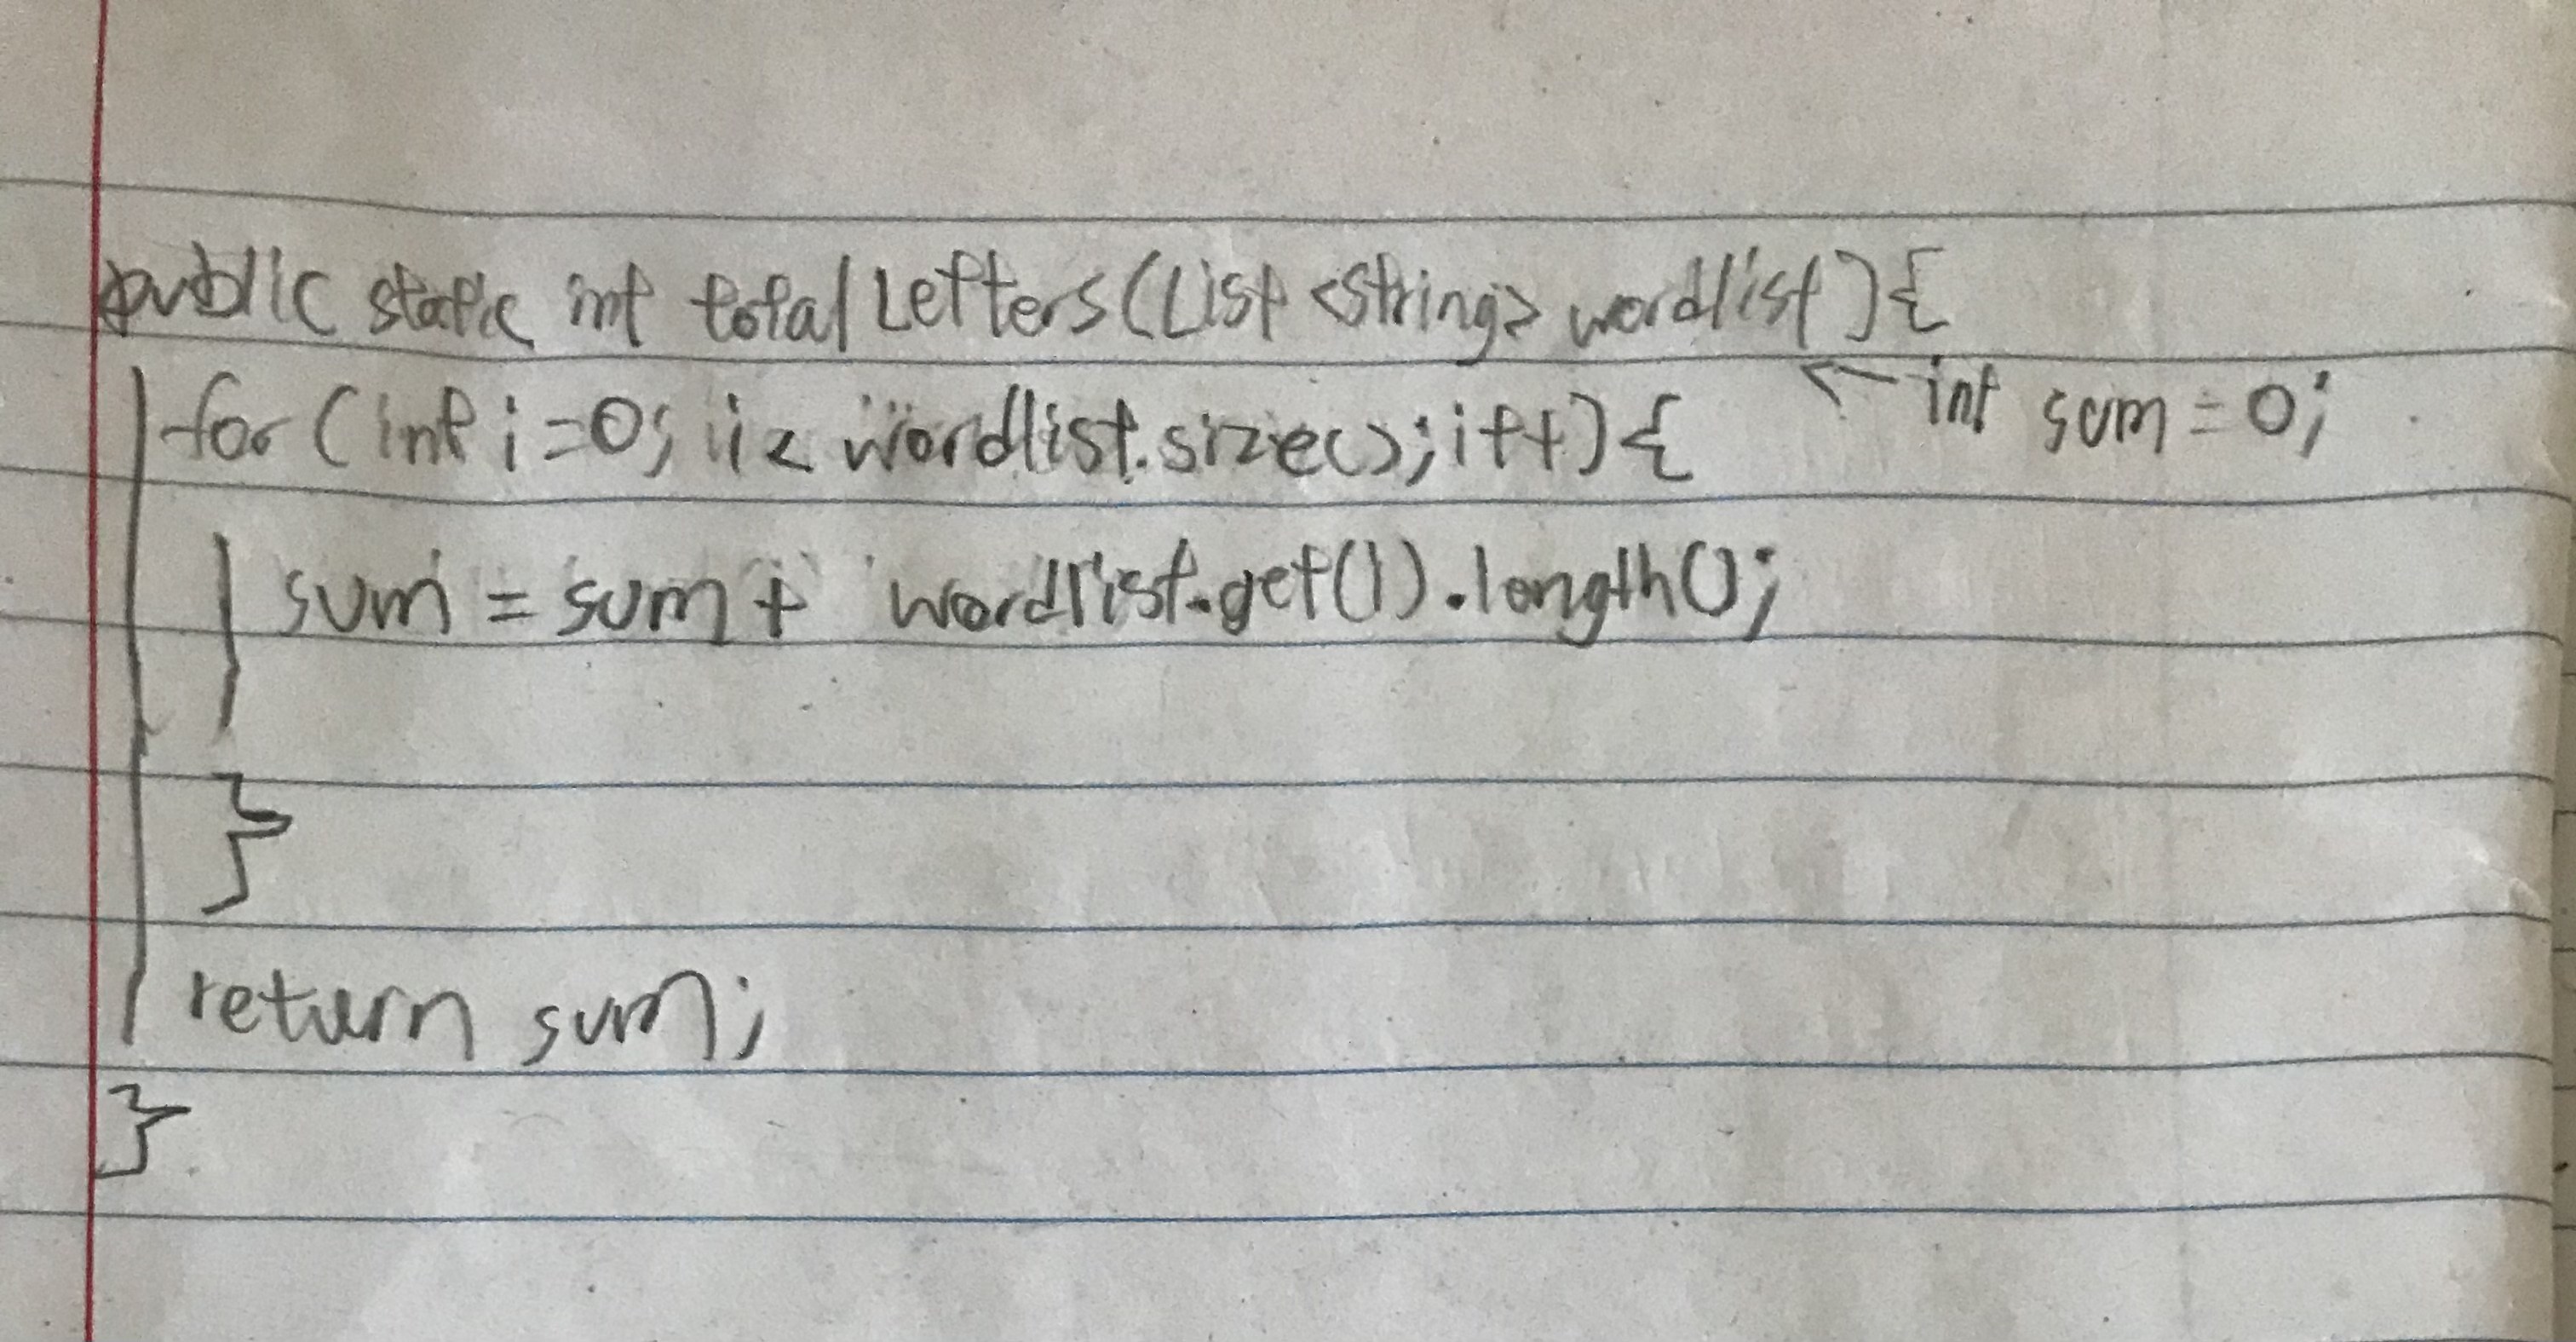 public static int totalLetters(List<String> wordlist){
int sum = 0;
for (int i=0; i< wordlist.size(); i++){
sum = sum + wordlist.get(i).length();
}
return sum;
}